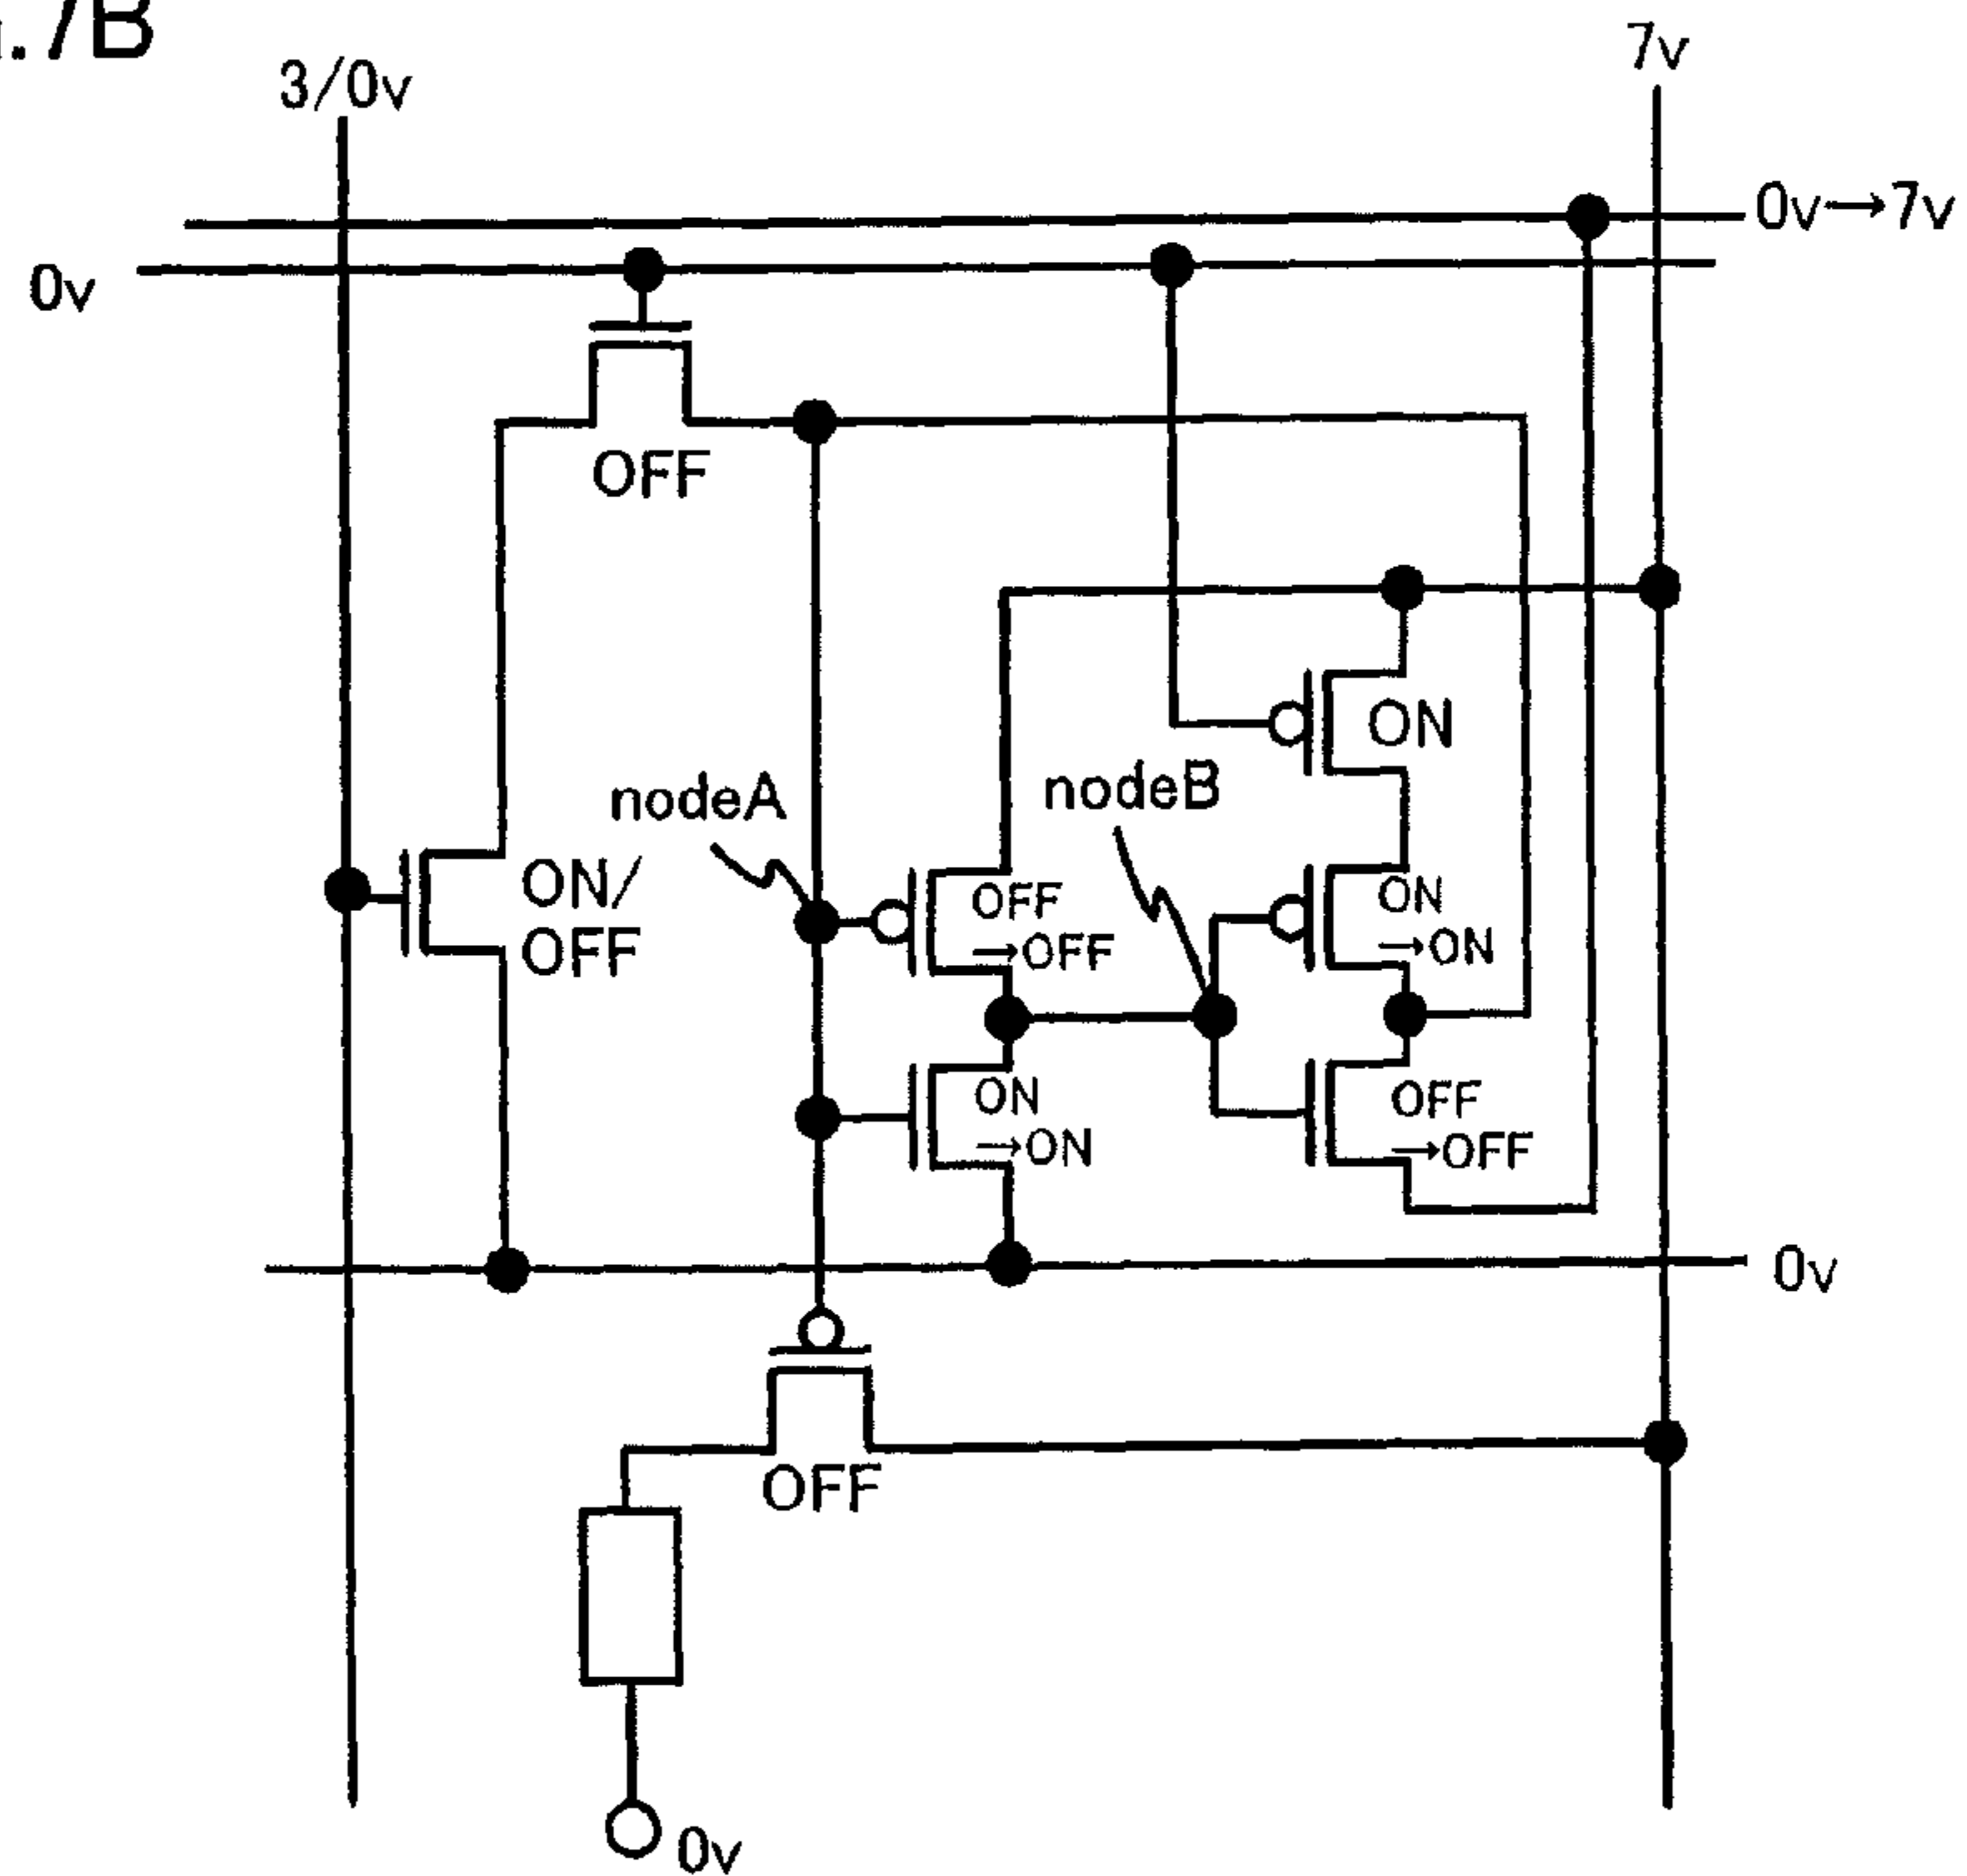 .7B
3/0v
7v
0v→7v
0v
OFF
ON
nodeA
nodeB
ON/
OFF
OFF
→OFF
ON
→ON
ON
→ON
OFF
→OFF
0v
OFF
0v